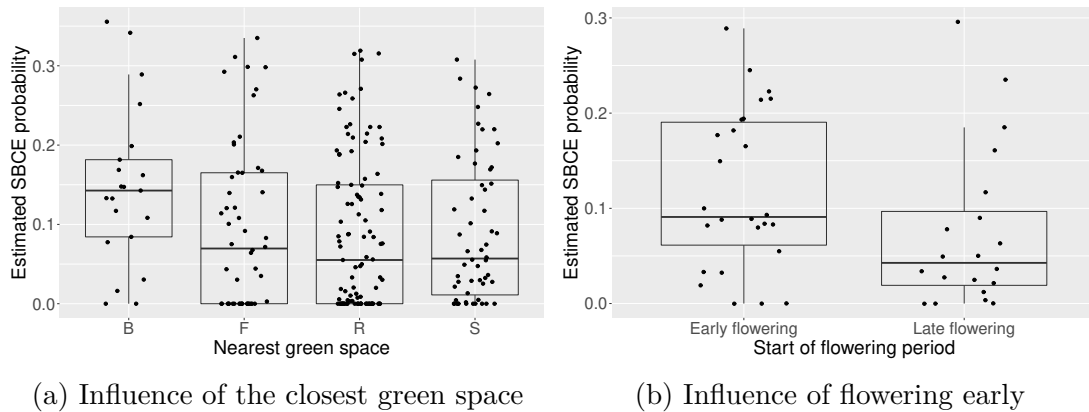 Estimated SBCE probability
0.3
0.2
0.1
0.0
B F R S
Nearest green space
(a) Influence of the closest green space
Estimated SBCE probability
0.3
0.2
0.1
0.0
Early flowering Late flowering
Start of flowering period
(b) Influence of flowering early